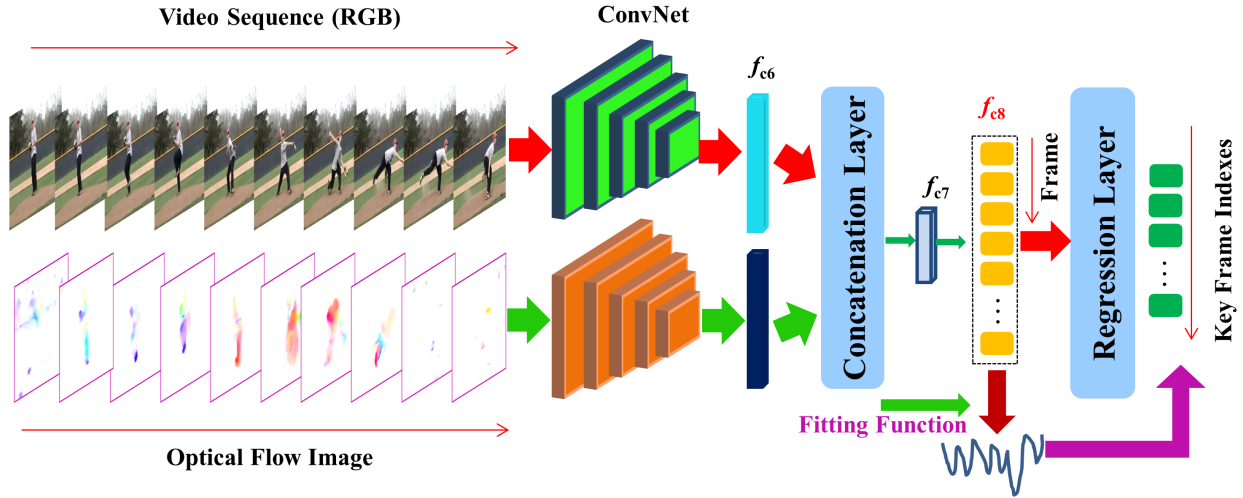 Video Sequence (RGB)
ConvNet
fc6
Concatenation Layer
fc7
fc8
Frame
Regression Layer
Key Frame Indexes
Fitting Function
Optical Flow Image